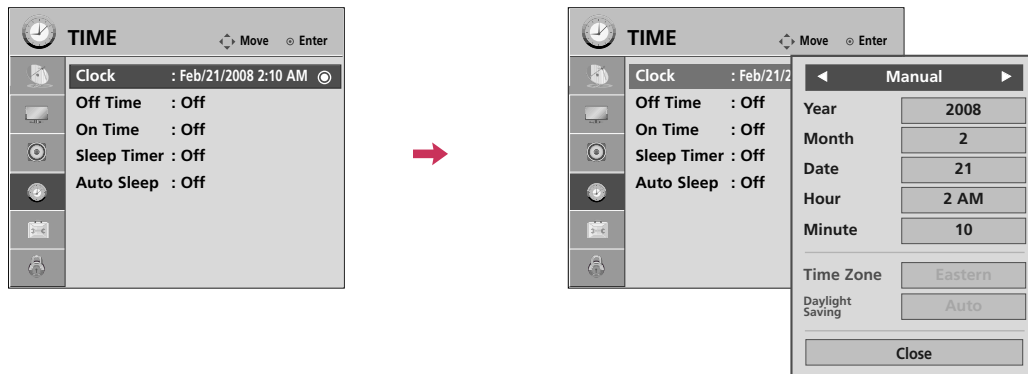 TIME Move Enter
Clock : Feb/21/2008 2:10 AM
Off Time : Off
On Time : Off
Sleep Timer : Off
Auto Sleep : Off
TIME Move Enter
Clock : Feb/21/2
Off Time : Off
On Time : Off
Sleep Timer : Off
Auto Sleep : Off
Manual
Year 2008
Month 2
Date 21
Hour 2 AM
Minute 10
Time Zone Eastern
Daylight
Saving Auto
Close